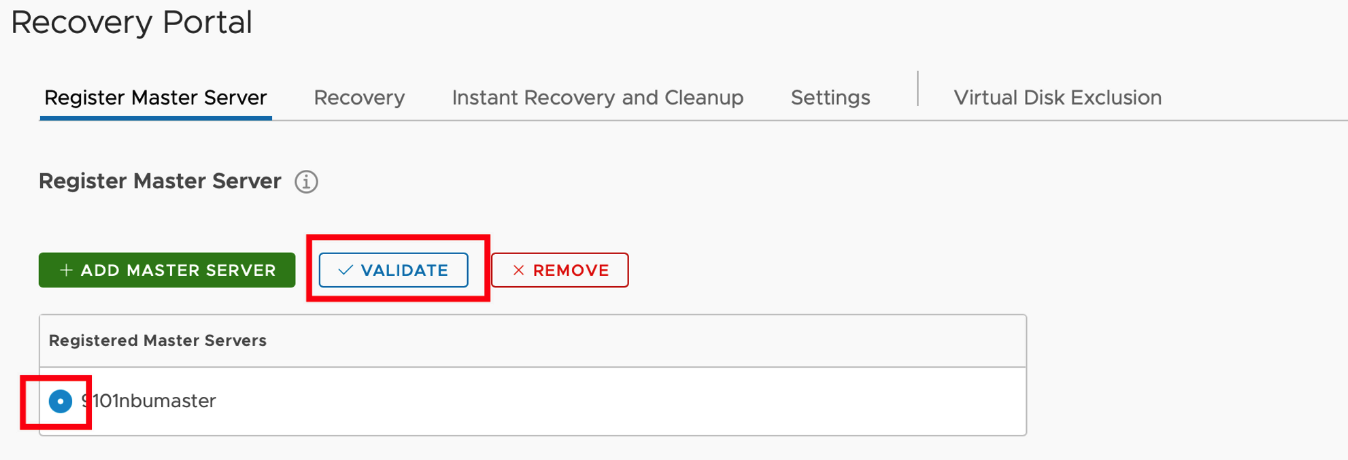 Recovery Portal
Register Master Server Recovery Instant Recovery and Cleanup Settings Virtual Disk Exclusion
Register Master Server
+ ADD MASTER SERVER VALIDATE × REMOVE
Registered Master Servers
9101nbumaster